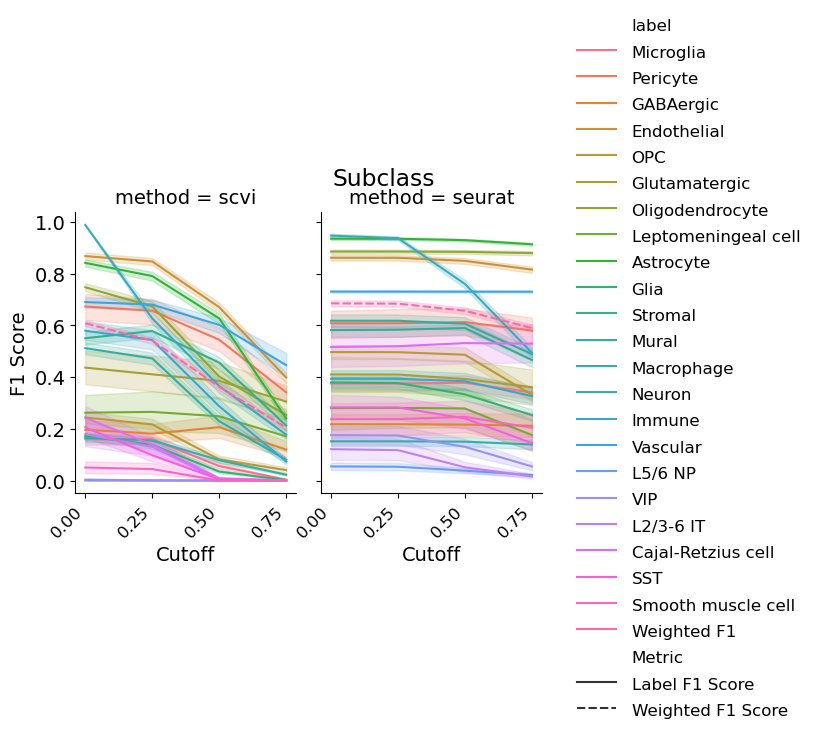 Subclass
method = scvi
method = seurat
F1 Score
1.0
0.8
0.6
0.4
0.2
0.0
0.00
0.25
0.50
0.75
0.00
0.25
0.50
0.75
Cutoff
Cutoff
label
Microglia
Pericyte
GABAergic
Endothelial
OPC
Glutamatergic
Oligodendrocyte
Leptomeningeal cell
Astrocyte
Glia
Stromal
Mural
Macrophage
Neuron
Immune
Vascular
L5/6 NP
VIP
L2/3-6 IT
Cajal-Retzius cell
SST
Smooth muscle cell
Weighted F1
Metric
Label F1 Score
Weighted F1 Score